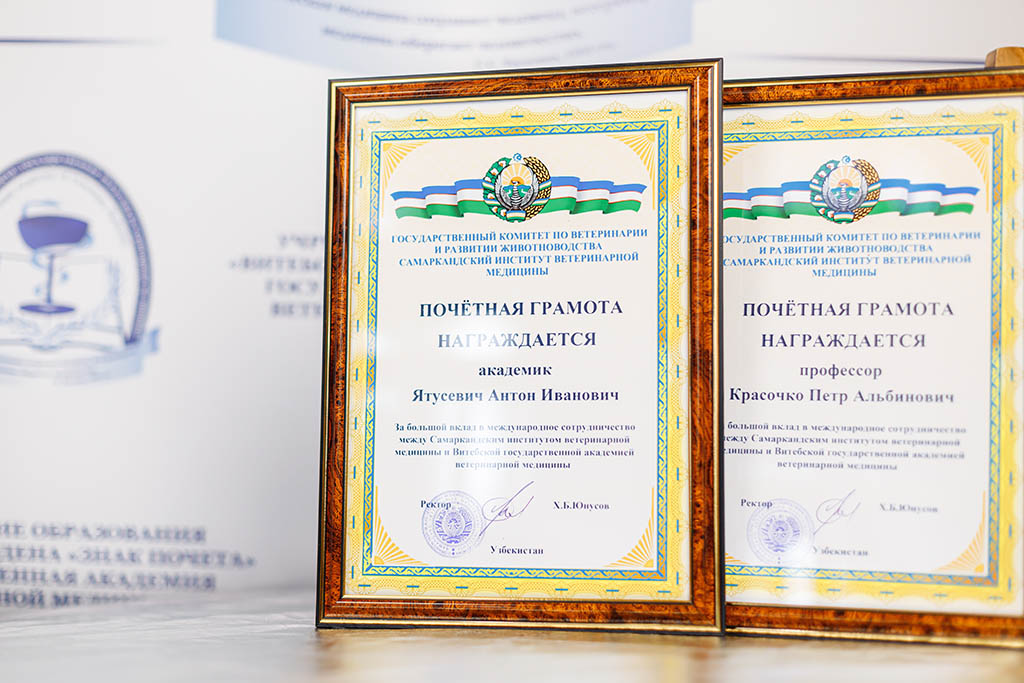 ГОСУДАРСТВЕННЫЙ КОМИТЕТ ПО ВЕТЕРИНАРИИ
И РАЗВИТИИ ЖИВОТНОВОДСТВА
САМАРКАНДСКИЙ ИНСТИТУТ ВЕТЕРИНАРНОЙ
МЕДИЦИНЫ
ПОЧЁТНАЯ ГРАМОТА
НАГРАЖДАЕТСЯ
академик
Ятусевич Антон Иванович
За большой вклад в международное сотрудничество
между Самаркандским институтом ветеринарной
медицины и Витебской государственной академией
ветеринарной медицины
Ректор Х.Б.Юнусов
Узбекистан
ГОСУДАРСТВЕННЫЙ КОМИТЕТ ПО ВЕТЕРИНАРИИ
И РАЗВИТИИ ЖИВОТНОВОДСТВА
САМАРКАНДСКИЙ ИНСТИТУТ ВЕТЕРИНАРНОЙ
МЕДИЦИНЫ
ПОЧЁТНАЯ ГРАМОТА
НАГРАЖДАЕТСЯ
профессор
Красочко Петр Альбинович
большой вклад в международное сотрудничество
между Самаркандским институтом ветеринарной
медицины и Витебской государственной академией
ветеринарной медицины
Ректор Х.Б.Юнусов
Узбекистан
ОБРАЗОВАНИЯ
«ЗНАК ПОЧЕТА»
АКАДЕМИЯ